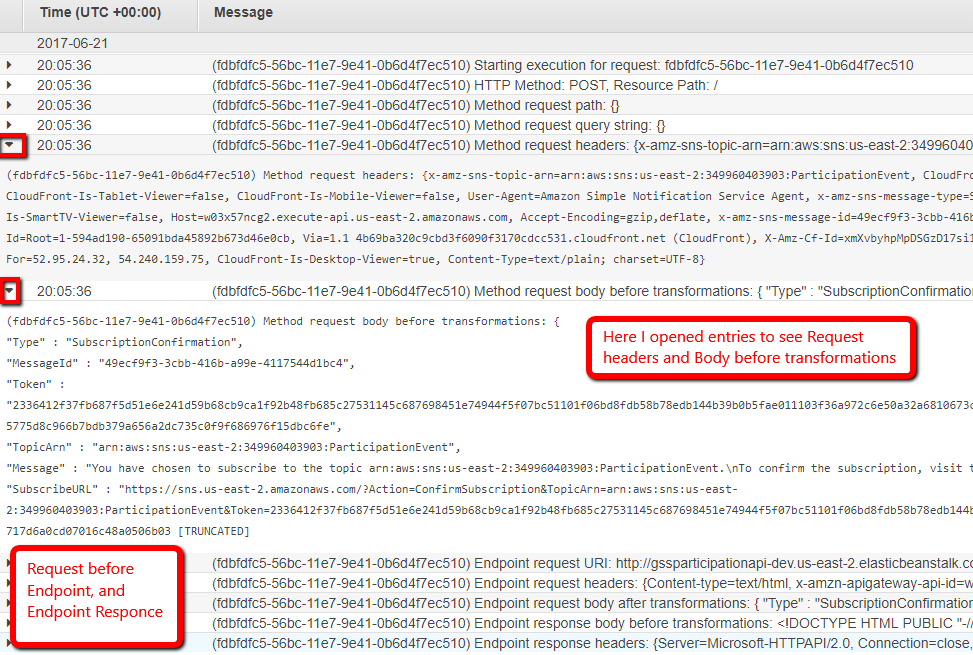 Time (UTC +00:00) Message
2017-06-21
20:05:36 (fdbfdfc5-56bc-11e7-9e41-0b6d4f7ec510) Starting execution for request: fdbfdfc5-56bc-11e7-9e41-0b6d4f7ec510
20:05:36 (fdbfdfc5-56bc-11e7-9e41-0b6d4f7ec510) HTTP Method: POST, Resource Path: /
20:05:36 (fdbfdfc5-56bc-11e7-9e41-0b6d4f7ec510) Method request path: {}
20:05:36 (fdbfdfc5-56bc-11e7-9e41-0b6d4f7ec510) Method request query string: {}
20:05:36 (fdbfdfc5-56bc-11e7-9e41-0b6d4f7ec510) Method request headers: {x-amz-sns-topic-arn=arn:aws:sns:us-east-2:349960403
(fdbfdfc5-56bc-11e7-9e41-0b6d4f7ec510) Method request headers: {x-amz-sns-topic-arn=arn:aws:sns:us-east-2:349960403903:ParticipationEvent, CloudFro
CloudFront-Is-Tablet-Viewer=false, CloudFront-Is-Mobile-Viewer=false, User-Agent=Amazon Simple Notification Service Agent, x-amz-sns-message-type=S
Is-SmartTV-Viewer=false, Host=w03x57ncg2.execute-api.us-east-2.amazonaws.com, Accept-Encoding=gzip,deflate, x-amz-sns-message-id=49ecf9f3-3cbb-416b
Id=Root=1-594ad190-65091bda45892b673d46e0cb, Via=1.1 4b69ba320c9cbd3f6090f3170cdcc531.cloudfront.net (CloudFront), X-Amz-Cf-Id=xmXvbyhpMpDSGzD17si1
For=52.95.24.32, 54.240.159.75, CloudFront-Is-Desktop-Viewer=true, Content-Type=text/plain; charset=UTF-8}
20:05:36 (fdbfdfc5-56bc-11e7-9e41-0b6d4f7ec510) Method request body before transformations: { "Type" : "SubscriptionConfirmatio
(fdbfdfc5-56bc-11e7-9e41-0b6d4f7ec510) Method request body before transformations: {
"Type" : "SubscriptionConfirmation",
"MessageId" : "49ecf9f3-3cbb-416b-a99e-4117544d1bc4",
"Token" :
"2336412f37fb687f5d51e6e241d59b68cb9ca1f92b48fb685c27531145c687698451e74944f5f07bc51101f06bd8fdb58b78edb144b39b0b5fae011103f36a972c6e50a32a6810673c
5775d8c966b7bdb379a656a2dc735c0f9f686976f15dbc6fe",
"TopicArn" : "arn:aws:sns:us-east-2:349960403903:ParticipationEvent",
"Message" : "You have chosen to subscribe to the topic arn:aws:sns:us-east-2:349960403903:ParticipationEvent.\nTo confirm the subscription, visit t
"SubscribeURL" : "https://sns.us-east-2.amazonaws.com/?Action=ConfirmSubscription&TopicArn=arn:aws:sns:us-east-
2:349960403903:ParticipationEvent&Token=2336412f37fb687f5d51e6e241d59b68cb9ca1f92b48fb685c27531145c687698451e74944f5f07bc51101f06bd8fdb58b78edb144b
717d6a0cd07016c48a0506b03 [TRUNCATED]
Here I opened entries to see Request
headers and Body before transformations
Request before
Endpoint, and
Endpoint Responce
(fdbfdfc5-56bc-11e7-9e41-0b6d4f7ec510) Endpoint request URI: http://gssparticipationapi-dev.us-east-2.elasticbeanstalk.co
(fdbfdfc5-56bc-11e7-9e41-0b6d4f7ec510) Endpoint request headers: {Content-type=text/html, x-amzn-apigateway-api-id=w
(fdbfdfc5-56bc-11e7-9e41-0b6d4f7ec510) Endpoint request body after transformations: { "Type" : "SubscriptionConfirmation
(fdbfdfc5-56bc-11e7-9e41-0b6d4f7ec510) Endpoint response body before transformations: <!DOCTYPE HTML PUBLIC "-//
(fdbfdfc5-56bc-11e7-9e41-0b6d4f7ec510) Endpoint response headers: {Server=Microsoft-HTTPAPI/2.0, Connection=close,